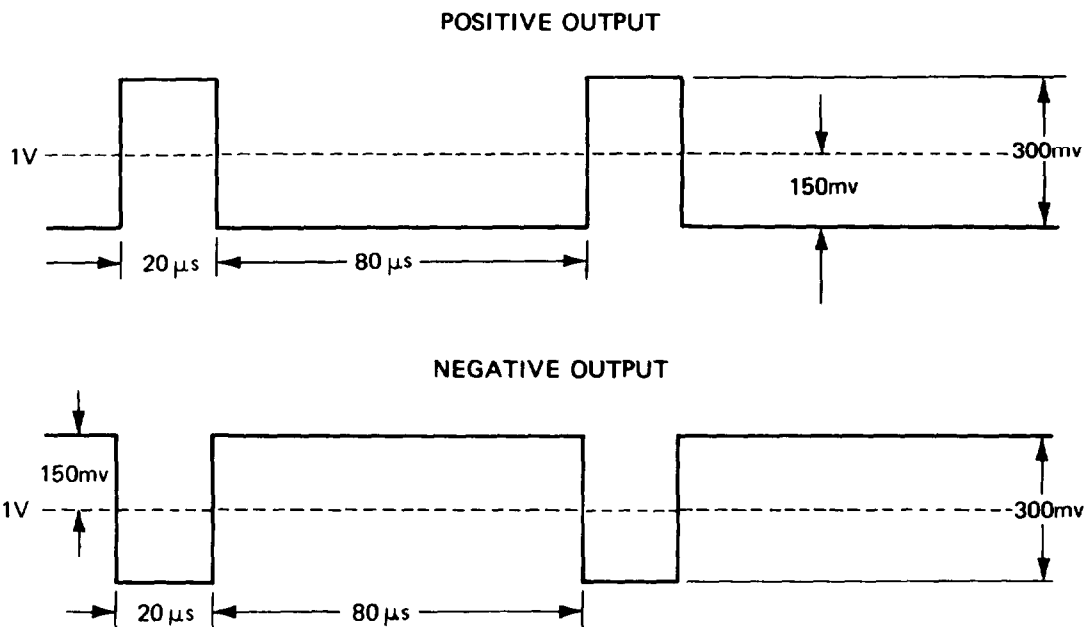 POSITIVE OUTPUT
1V
300mv
150mv
20 μs
80 μs
NEGATIVE OUTPUT
150mv
1V
300mv
20 μs
80 μs